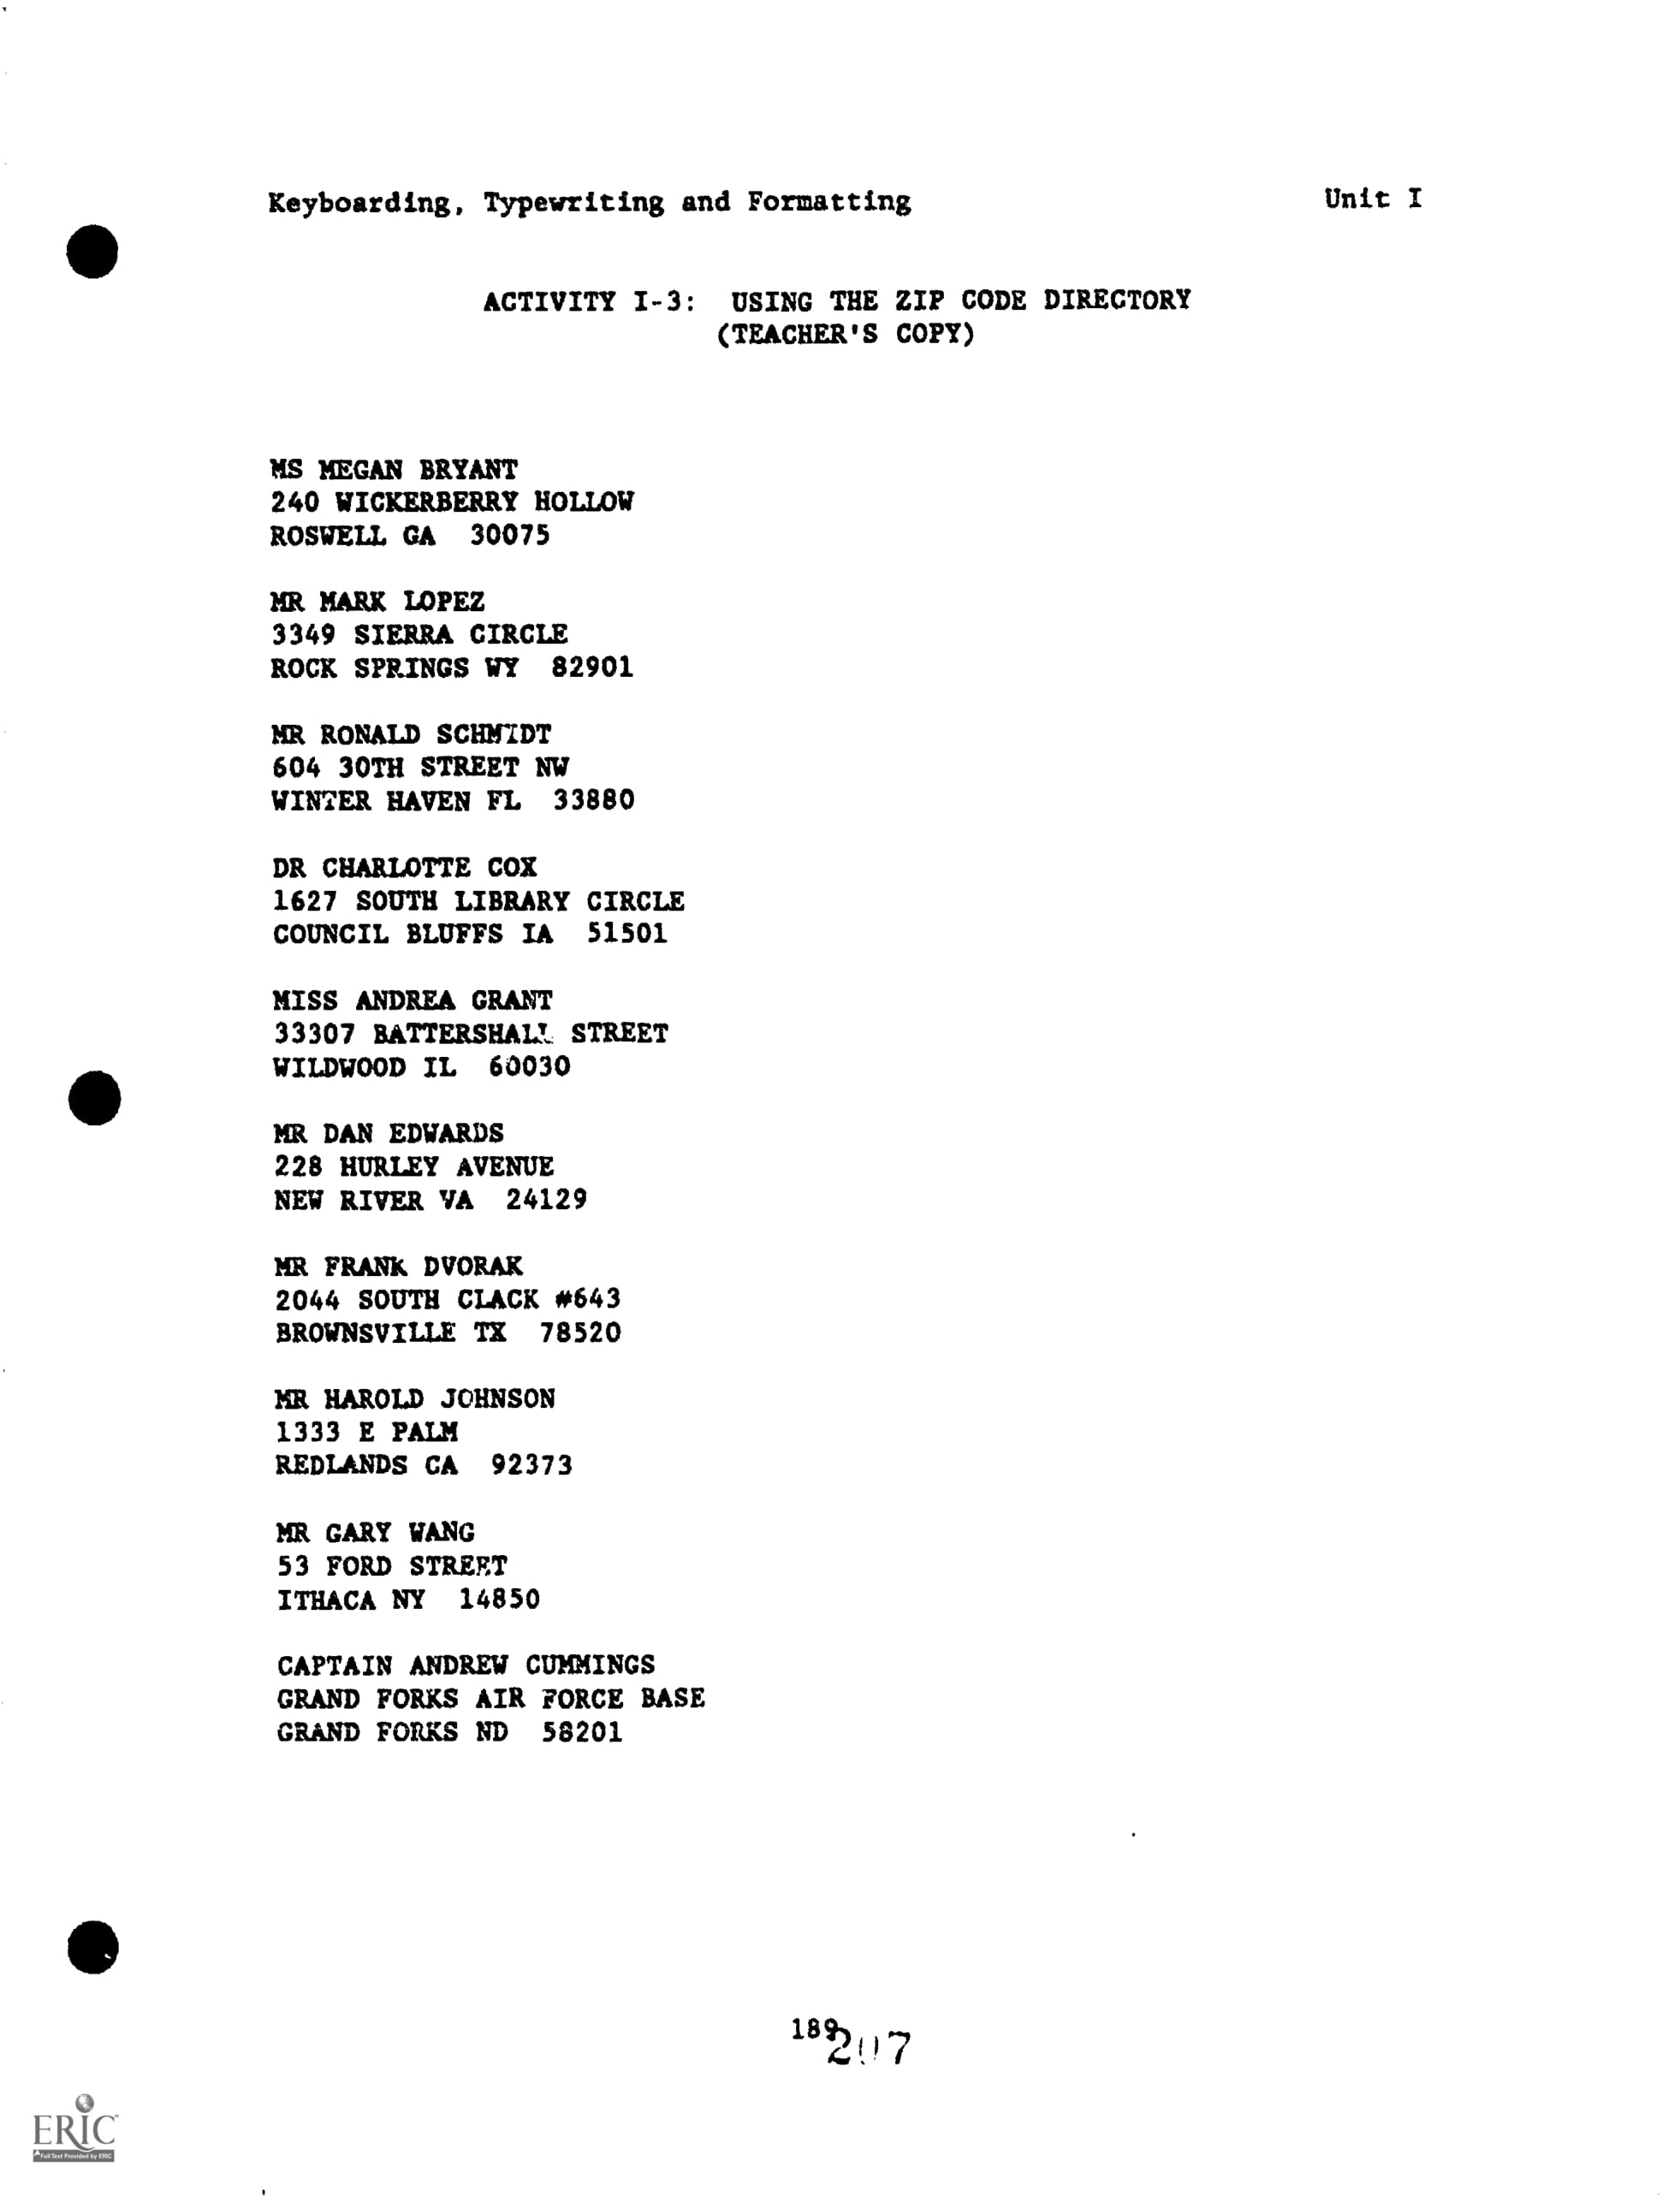 Keyboarding, Typewriting and Formatting Unit I
ACTIVITY I-3: USING THE ZIP CODE DIRECTORY
(TEACHER'S COPY)
MS MEGAN BRYANT
240 WICKERBERRY HOLLOW
ROSWELL GA 30075
MR MARK LOPEZ
3349 SIERRA CIRCLE
ROCK SPRINGS WY 82901
MR RONALD SCHMIDT
604 30TH STREET NW
WINTER HAVEN FL 33880
DR CHARLOTTE COX
1627 SOUTH LIBRARY CIRCLE
COUNCIL BLUFFS IA 51501
MISS ANDREA GRANT
33307 BATTERSHALL STREET
WILDWOOD IL 60030
MR DAN EDWARDS
228 HURLEY AVENUE
NEW RIVER VA 24129
MR FRANK DVORAK
2044 SOUTH CLACK #643
BROWNSVILLE TX 78520
MR HAROLD JOHNSON
1333 E PALM
REDLANDS CA 92373
MR GARY WANG
53 FORD STREET
ITHACA NY 14850
CAPTAIN ANDREW CUMMINGS
GRAND FORKS AIR FORCE BASE
GRAND FORKS ND 58201
189
207
ERIC
Full Text Provided by ERIC